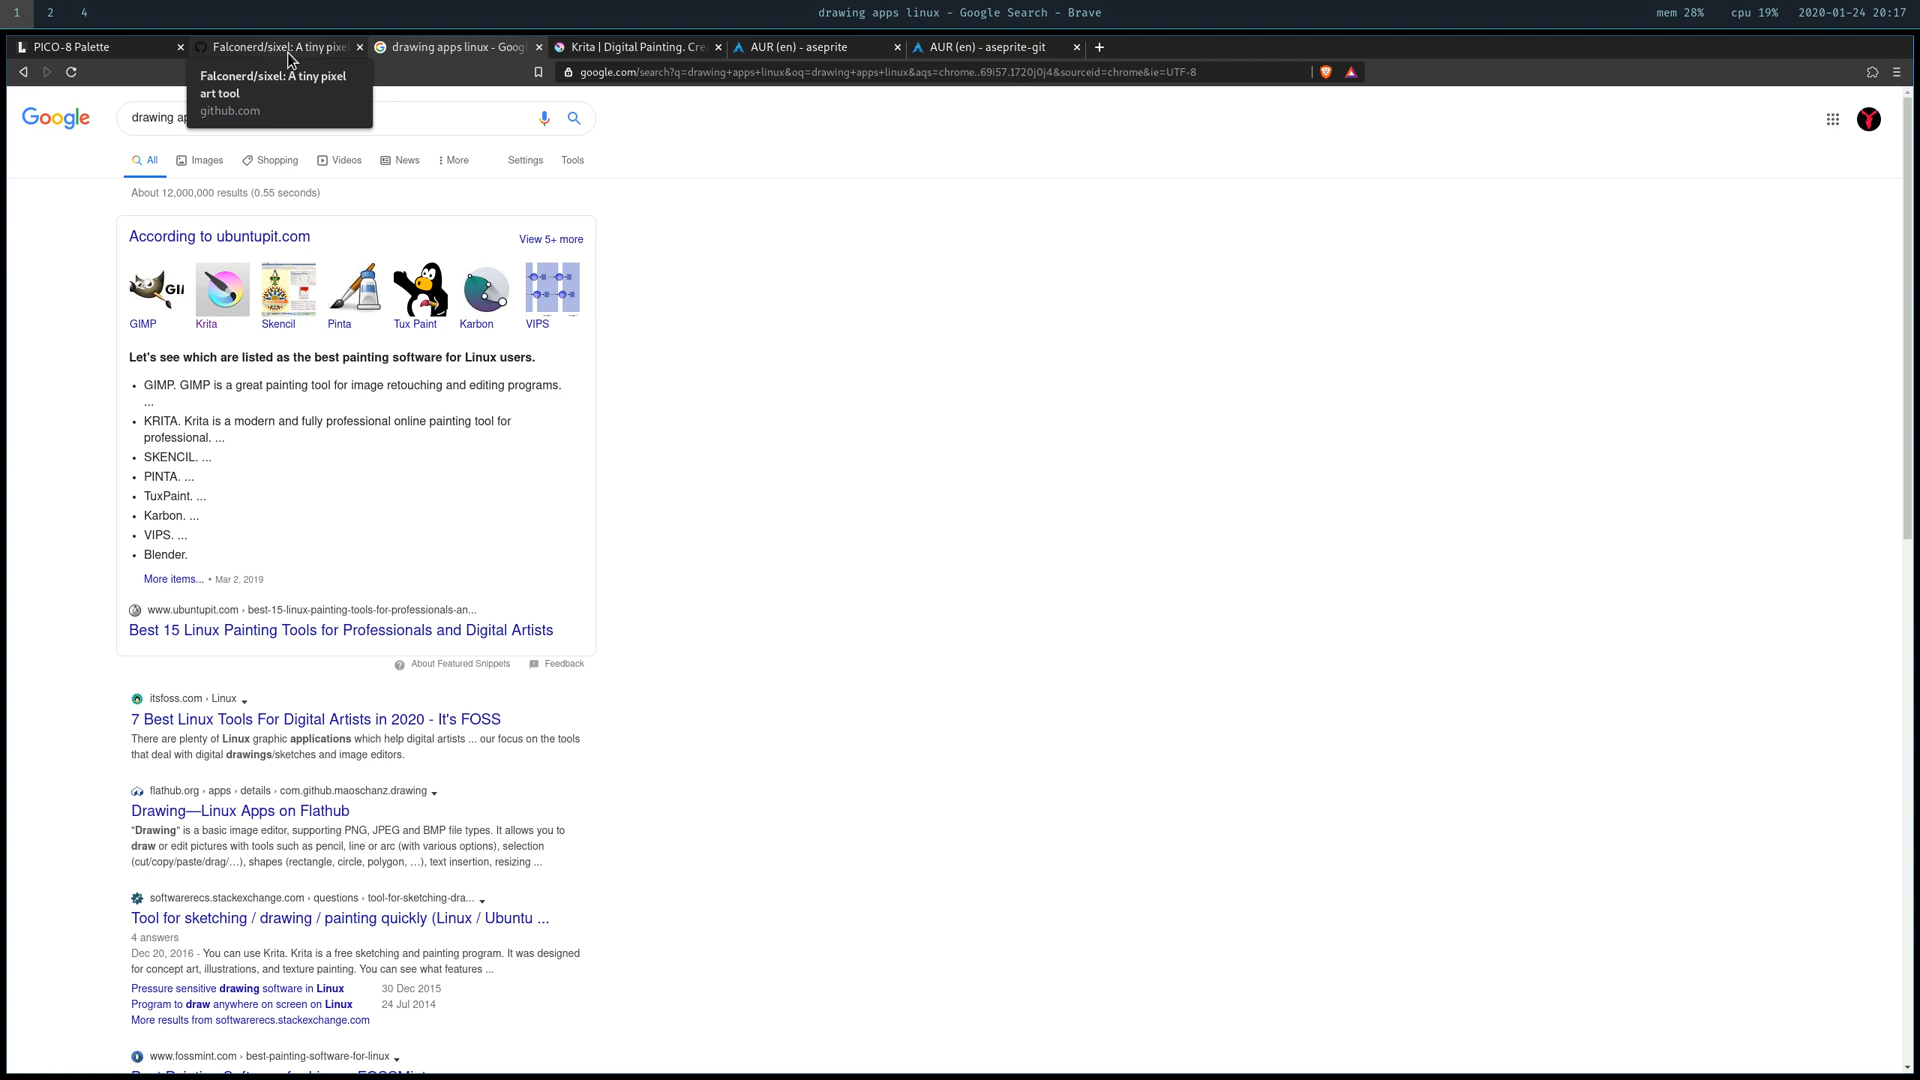 1 2 4 drawing apps linux - Google Search - Brave mem 28% cpu 19% 2020-01-24 20:17
PICO-8 Palette Falconerd/sixel: A tiny pixe drawing apps linux - Goog Krita | Digital Painting. Cre AUR (en) - aseprite AUR (en) - aseprite-git
google.com/search?q=drawing+apps+linux&oq=drawing+apps+linux&aqs=chrome..69i57.1720j0j4&sourceid=chrome&ie=UTF-8
Falconerd/sixel: A tiny pixel
art tool
github.com
Google drawing ap
All Images Shopping Videos News More Settings Tools
About 12,000,000 results (0.55 seconds)
According to ubuntupit.com View 5+ more
GIMP Krita Skencil Pinta Tux Paint Karbon VIPS
Let's see which are listed as the best painting software for Linux users.
• GIMP. GIMP is a great painting tool for image retouching and editing programs.
...
• KRITA. Krita is a modern and fully professional online painting tool for
professional. ...
• SKENCIL. ...
• PINTA. ...
• TuxPaint. ...
• Karbon. ...
• VIPS. ...
• Blender.
More items... • Mar 2, 2019
www.ubuntupit.com › best-15-linux-painting-tools-for-professionals-an...
Best 15 Linux Painting Tools for Professionals and Digital Artists
About Featured Snippets Feedback
itsfoss.com › Linux
7 Best Linux Tools For Digital Artists in 2020 - It's FOSS
There are plenty of Linux graphic applications which help digital artists ... our focus on the tools
that deal with digital drawings/sketches and image editors.
flathub.org › apps › details › com.github.maoschanz.drawing
Drawing—Linux Apps on Flathub
"Drawing" is a basic image editor, supporting PNG, JPEG and BMP file types. It allows you to
draw or edit pictures with tools such as pencil, line or arc (with various options), selection
(cut/copy/paste/drag/…), shapes (rectangle, circle, polygon, …), text insertion, resizing ...
softwarerecs.stackexchange.com › questions › tool-for-sketching-dra...
Tool for sketching / drawing / painting quickly (Linux / Ubuntu ...
4 answers
Dec 20, 2016 - You can use Krita. Krita is a free sketching and painting program. It was designed
for concept art, illustrations, and texture painting. You can see what features ...
Pressure sensitive drawing software in Linux 30 Dec 2015
Program to draw anywhere on screen on Linux 24 Jul 2014
More results from softwarerecs.stackexchange.com
www.fossmint.com › best-painting-software-for-linux